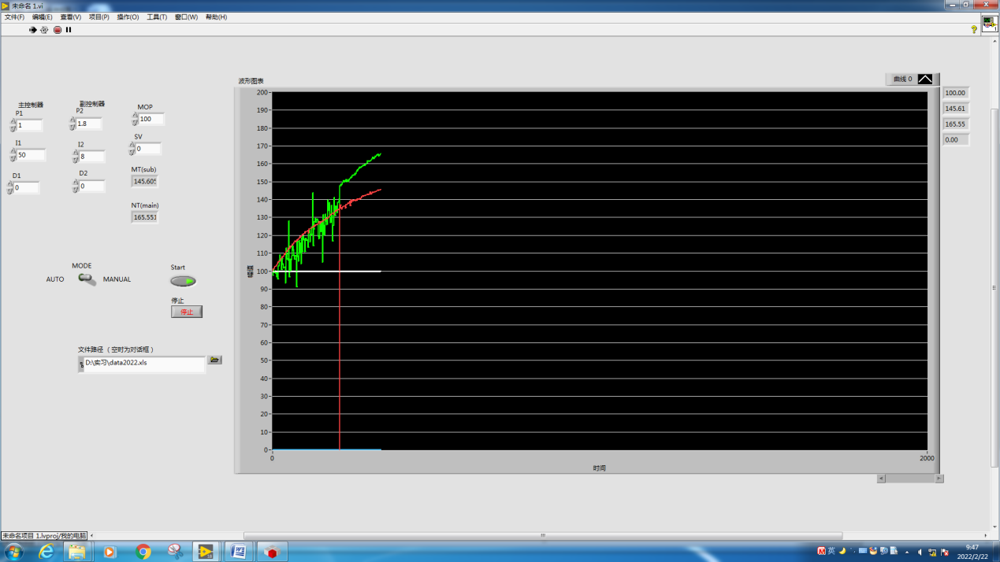 未命名 1.vi
文件(F) 编辑(E) 查看(V) 项目(P) 操作(O) 工具(T) 窗口(W) 帮助(H)
?
1
波形图表
曲线 0
主控制器
P1
1
副控制器
P2
1.8
MOP
100
I1
50
I2
8
SV
0
D1
0
D2
0
MT(sub)
145.605
NT(main)
165.551
MODE
AUTO
MANUAL
Start
停止
停止
文件路径 （空时为对话框）
D:\实习\data2022.xls
200
190
180
170
160
150
140
130
120
110
100
90
80
70
60
50
40
30
20
10
0
0
2000
时间
100.00
145.61
165.55
0.00
未命名项目 1.lvproj/我的电脑
英
9:47
2022/2/22